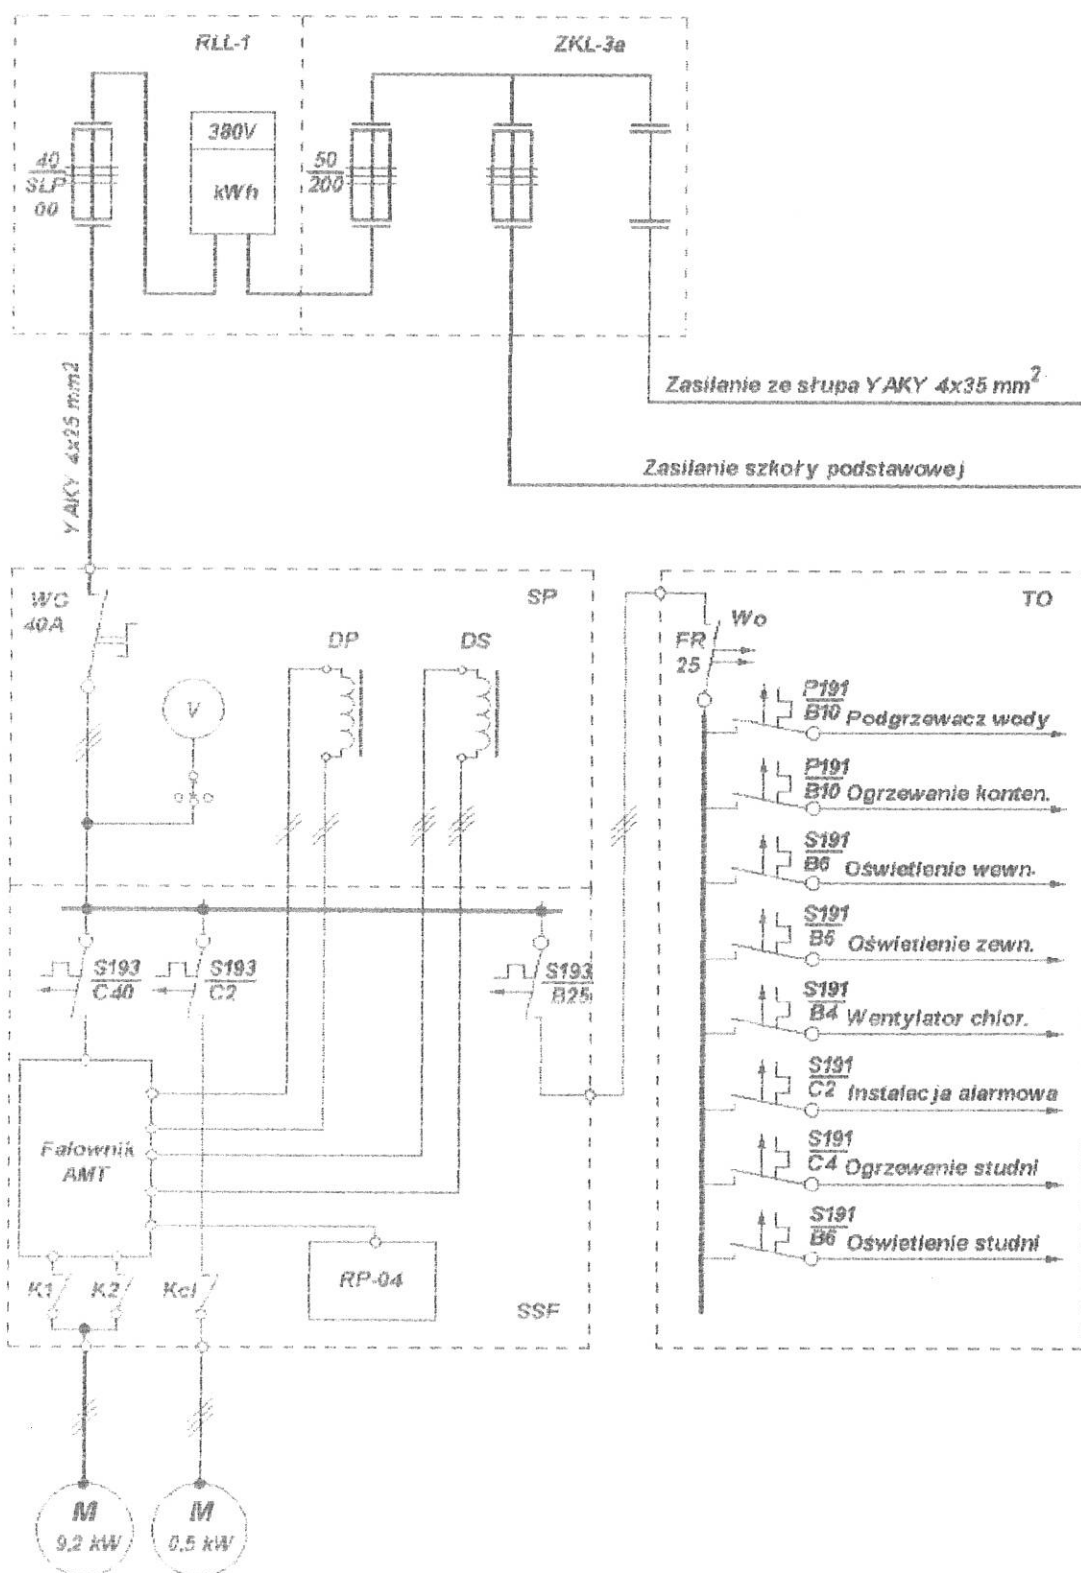 RLL-1
ZKL-3a
380V
kWh
40
SLP
00
50
200
YAKY 4x25 mm2
Zasilanie ze słupa YAKY 4x35 mm2
Zasilanie szkoły podstawowej
WG
40A
SP
DP
DS
V
S193
C40
S193
C2
S193
B25
Falownik
AMT
K1
K2
Kcl
RP-04
SSF
M
9,2 kW
M
0,5 kW
TO
Wo
FR
25
P191
B10
Podgrzewacz wody
P191
B10
Ogrzewanie konten.
S191
B6
Oświetlenie wewn.
S191
B6
Oświetlenie zewn.
S191
B4
Wentylator chlor.
S191
C2
Instalacja alarmowa
S191
C4
Ogrzewanie studni
S191
B6
Oświetlenie studni